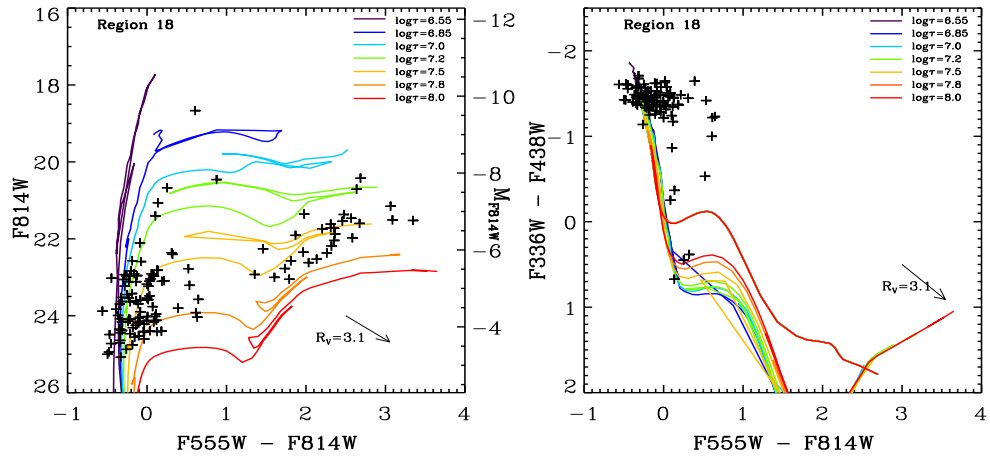 Region 18
logτ=6.55
logτ=6.85
logτ=7.0
logτ=7.2
logτ=7.5
logτ=7.8
logτ=8.0
16
18
20
22
24
26
F814W
−12
−10
−8
−6
−4
M_F814W
R_V=3.1
−1 0 1 2 3 4
F555W − F814W
Region 18
logτ=6.55
logτ=6.85
logτ=7.0
logτ=7.2
logτ=7.5
logτ=7.8
logτ=8.0
−2
−1
0
1
2
F336W − F438W
R_V=3.1
−1 0 1 2 3 4
F555W − F814W